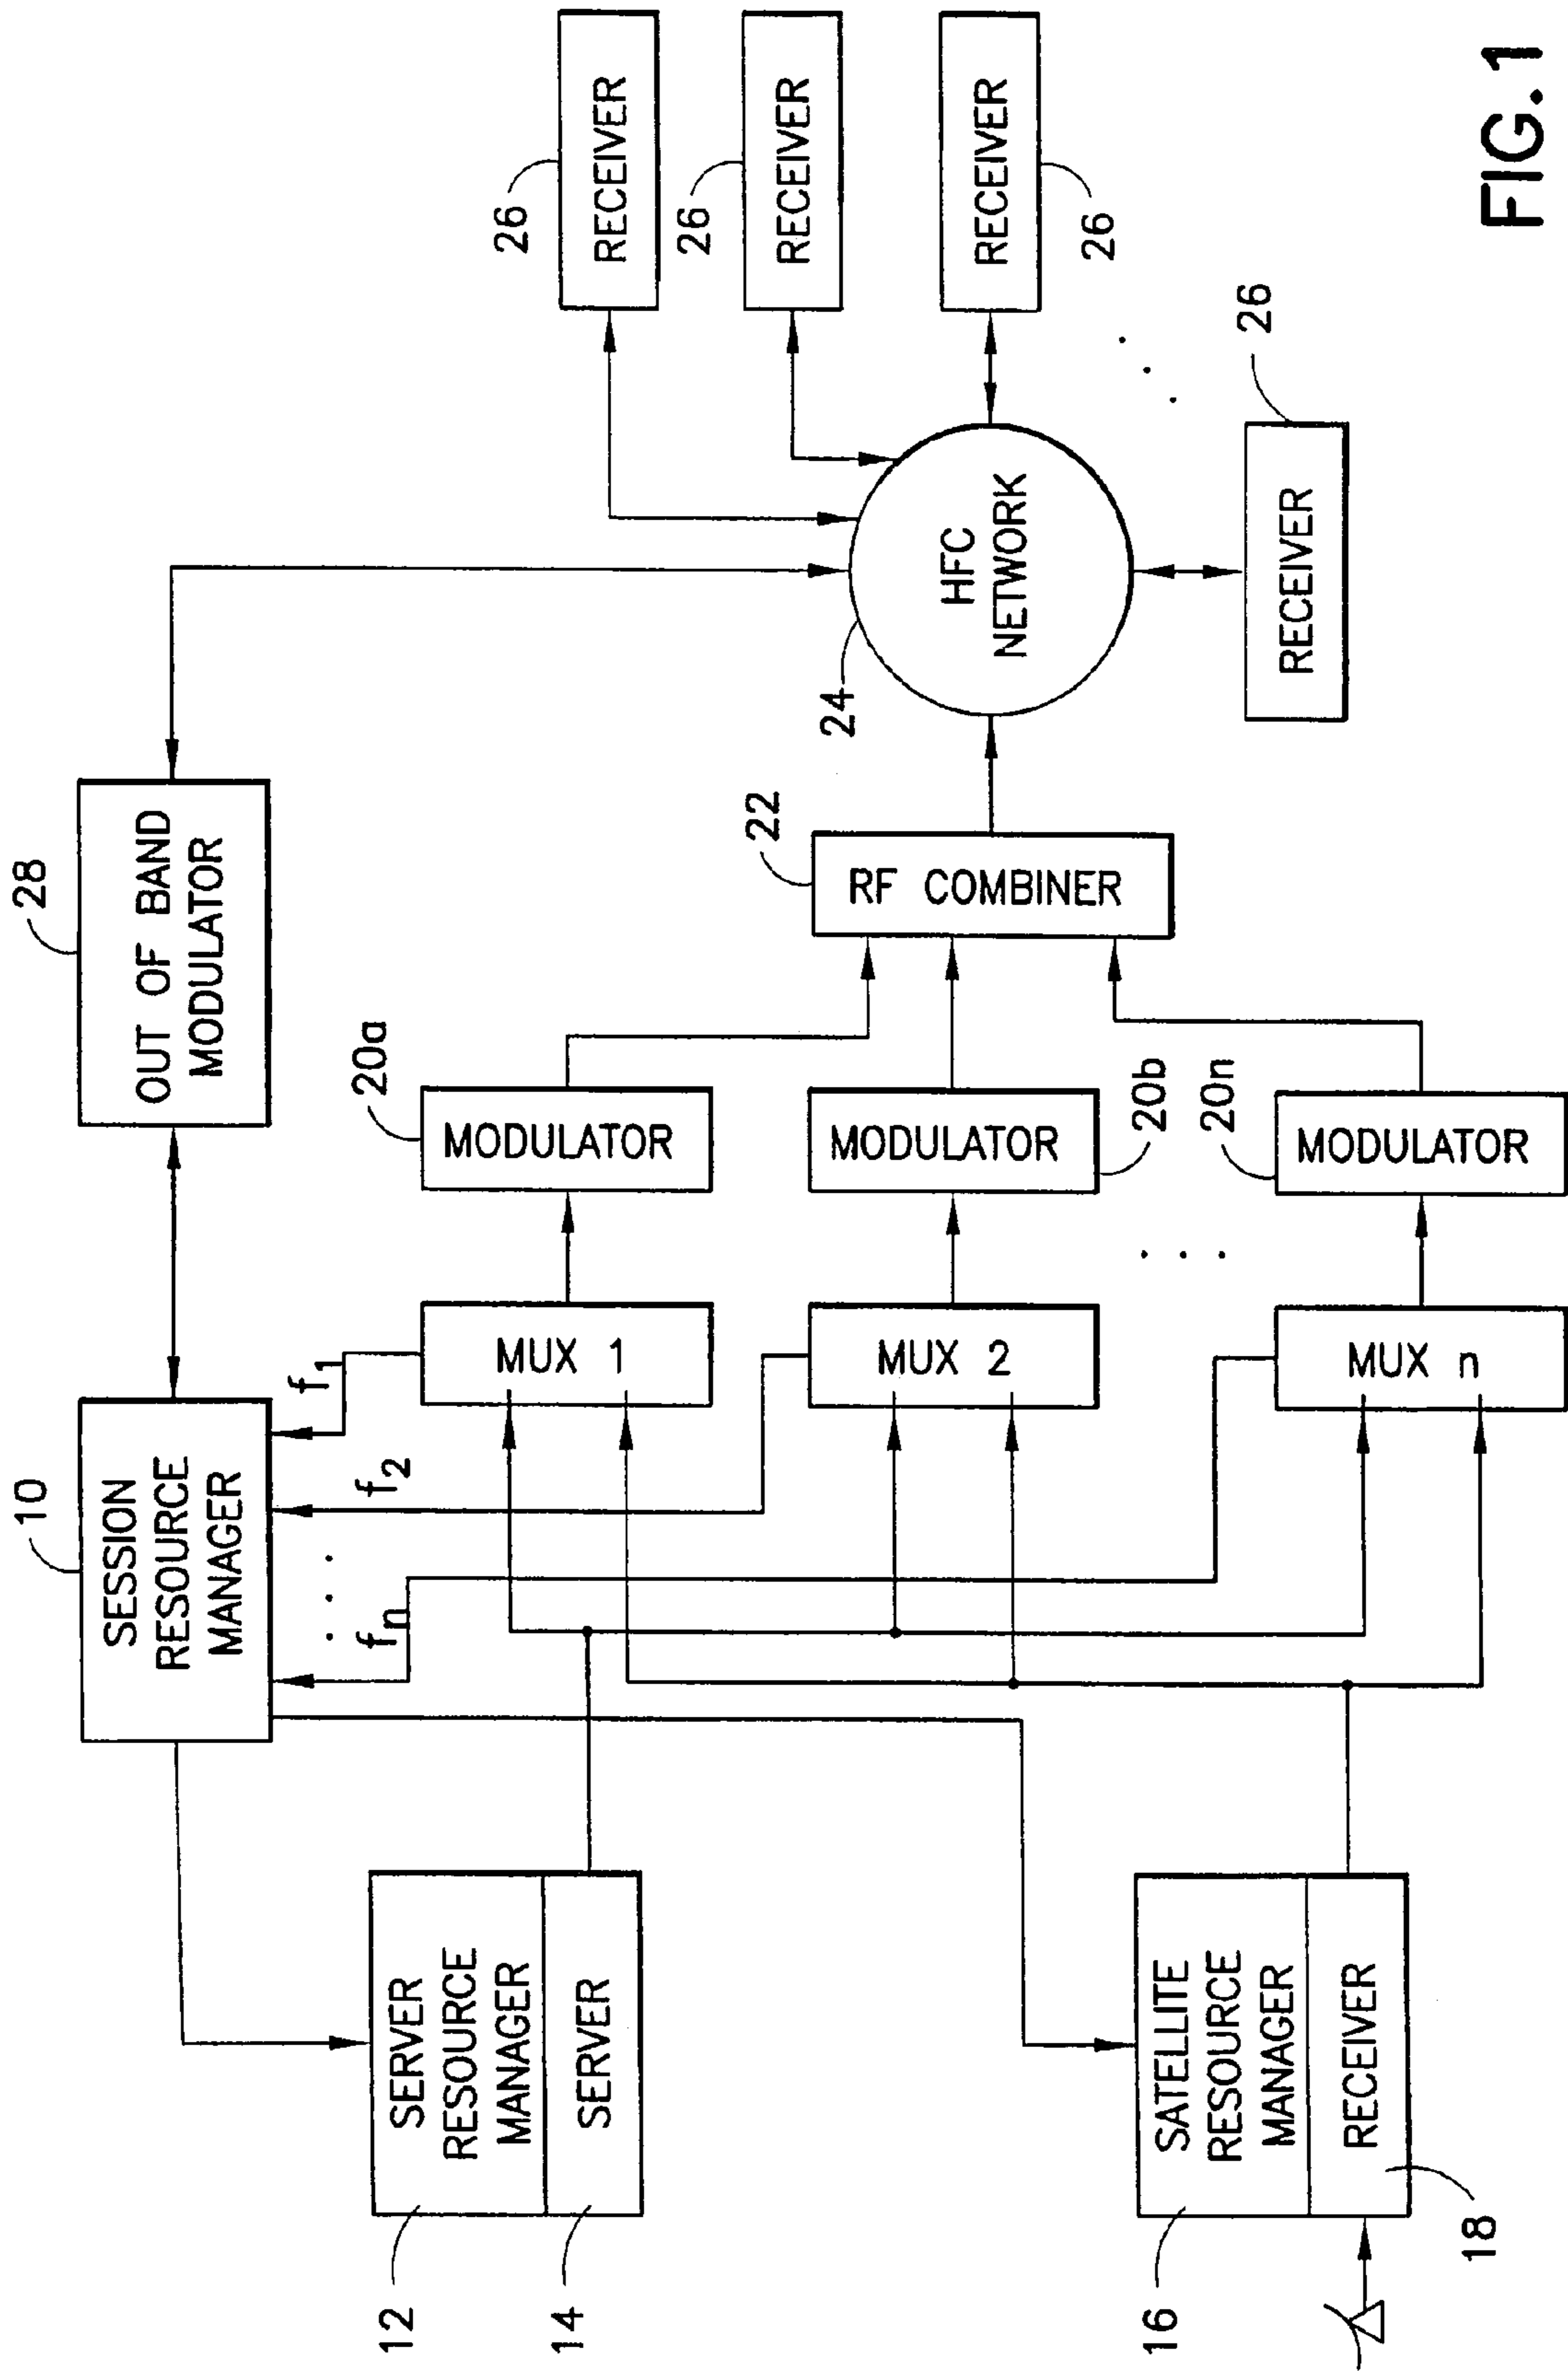 28
OUT OF BAND
MODULATOR
10
SESSION
RESOURCE
MANAGER
f1
f2
. . .
fn
12
SERVER
RESOURCE
MANAGER
14
SERVER
16
SATELLITE
RESOURCE
MANAGER
RECEIVER
18
MUX 1
MUX 2
. . .
MUX n
20a
MODULATOR
MODULATOR
20b
20n
MODULATOR
22
RF COMBINER
24
HFC
NETWORK
26
RECEIVER
26
RECEIVER
RECEIVER
26
. . .
26
RECEIVER
FIG. 1